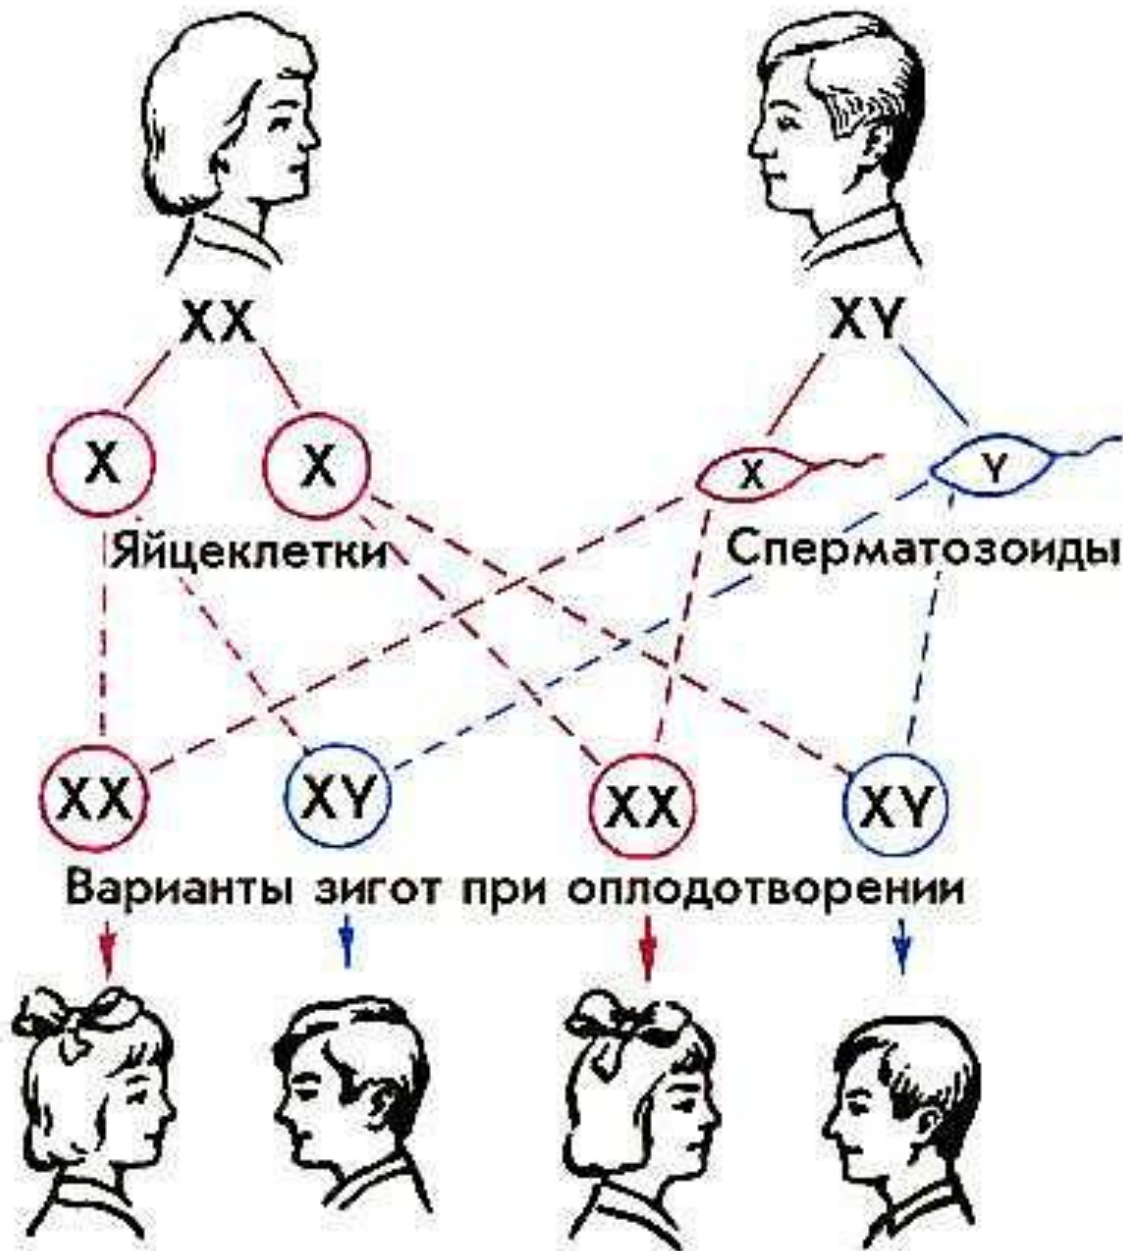 XX XY
X X X Y
Яйцеклетки Сперматозоиды
XX XY XX XY
Варианты зигот при оплодотворении